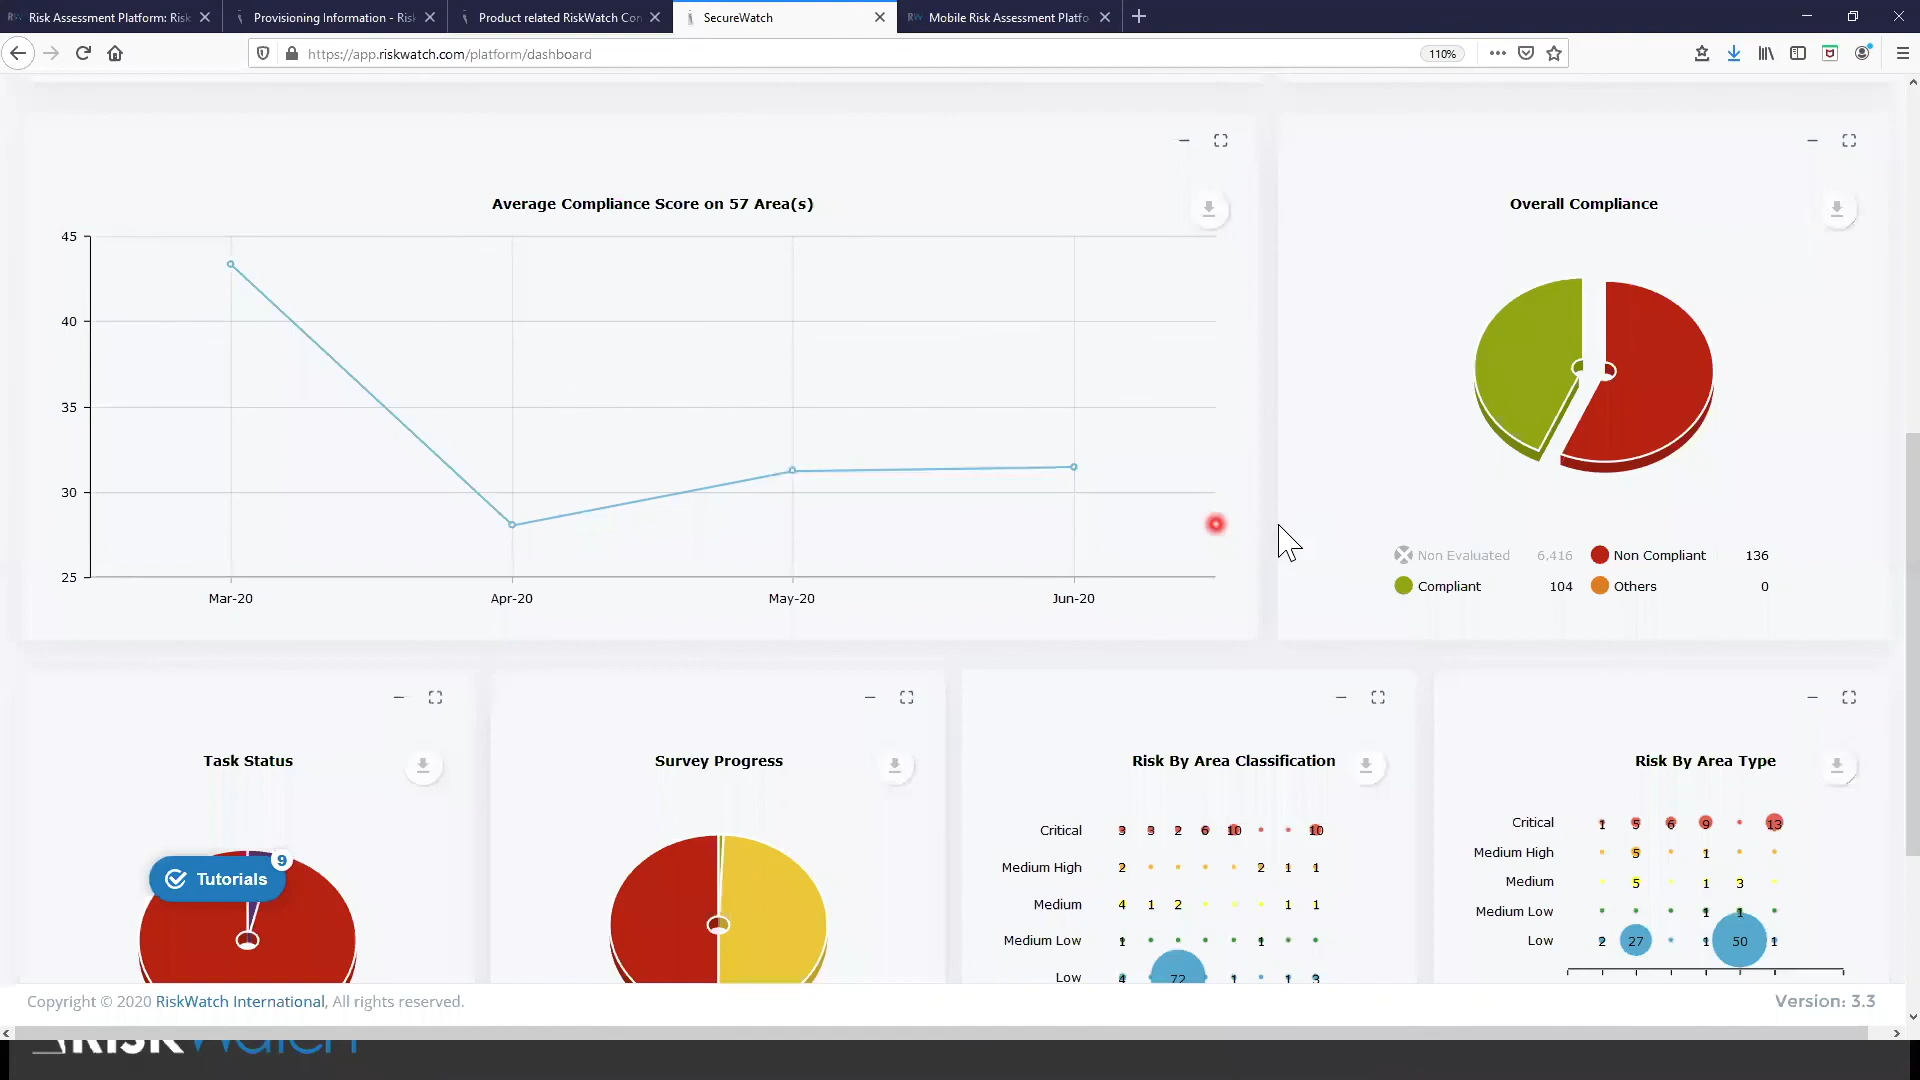 Risk Assessment Platform: Risk
Provisioning Information - Risk
Product related RiskWatch Con
SecureWatch
Mobile Risk Assessment Platfo
https://app.riskwatch.com/platform/dashboard
110%
Average Compliance Score on 57 Area(s)
45
40
35
30
25
Mar-20 Apr-20 May-20 Jun-20
Overall Compliance
Non Evaluated 6,416 Non Compliant 136
Compliant 104 Others 0
Task Status
Tutorials 9
Survey Progress
Risk By Area Classification
Critical 3 3 2 6 10 10
Medium High 2 2 1 1
Medium 4 1 2 1 1
Medium Low 1 1
Low 4 72 1 1 3
Risk By Area Type
Critical 1 5 6 9 13
Medium High 5 1
Medium 5 1 3
Medium Low 1 1
Low 2 27 1 50 1
Copyright © 2020 RiskWatch International, All rights reserved.
Version: 3.3
RISKWatch